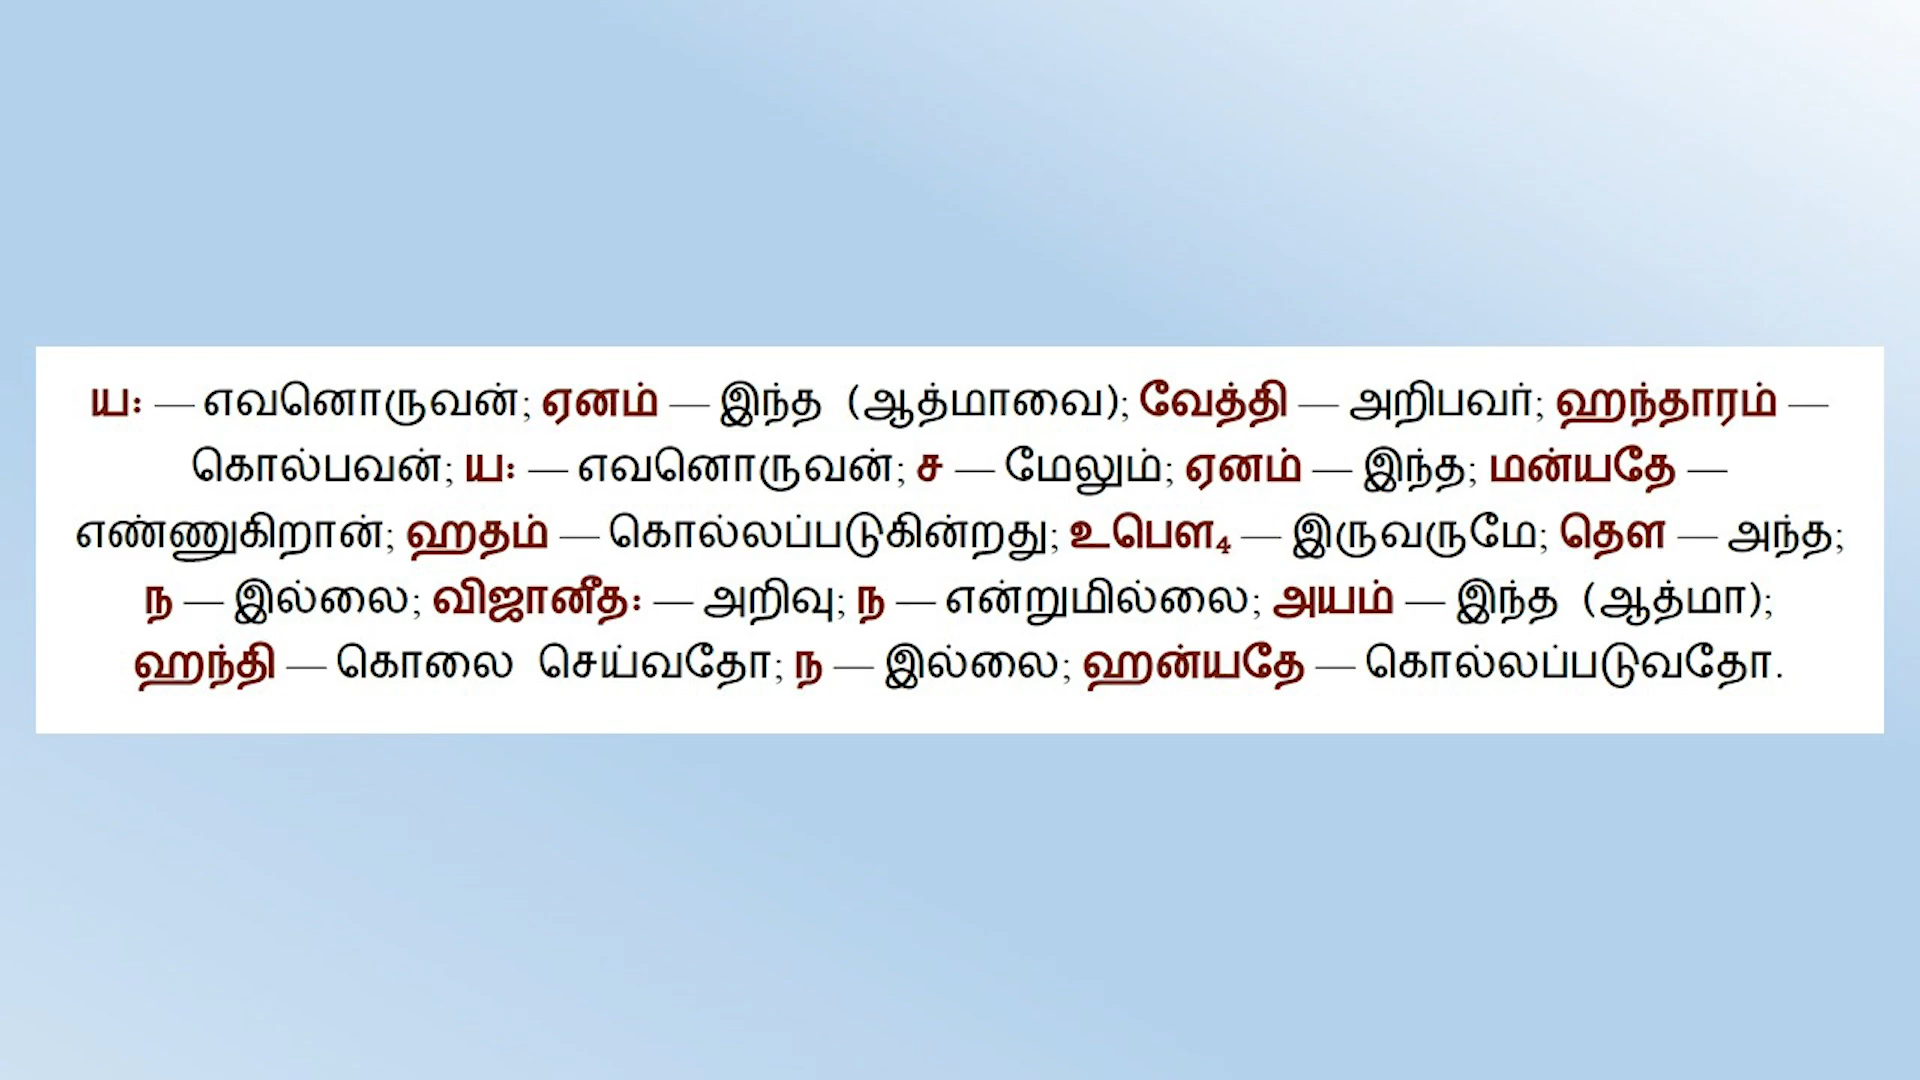 ய: — எவனொருவன்; ஏனம் — இந்த (ஆத்மாவை); வேத்தி — அறிபவர்; ஹந்தாரம் —
கொல்பவன்; ய: — எவனொருவன்; ச — மேலும்; ஏனம் — இந்த; மன்யதே —
எண்ணுகிறான்; ஹதம் — கொல்லப்படுகின்றது; உபௌ₄ — இருவருமே; தௌ — அந்த;
ந — இல்லை; விஜானீத: — அறிவு; ந — என்றுமில்லை; அயம் — இந்த (ஆத்மா);
ஹந்தி — கொலை செய்வதோ; ந — இல்லை; ஹன்யதே — கொல்லப்படுவதோ.